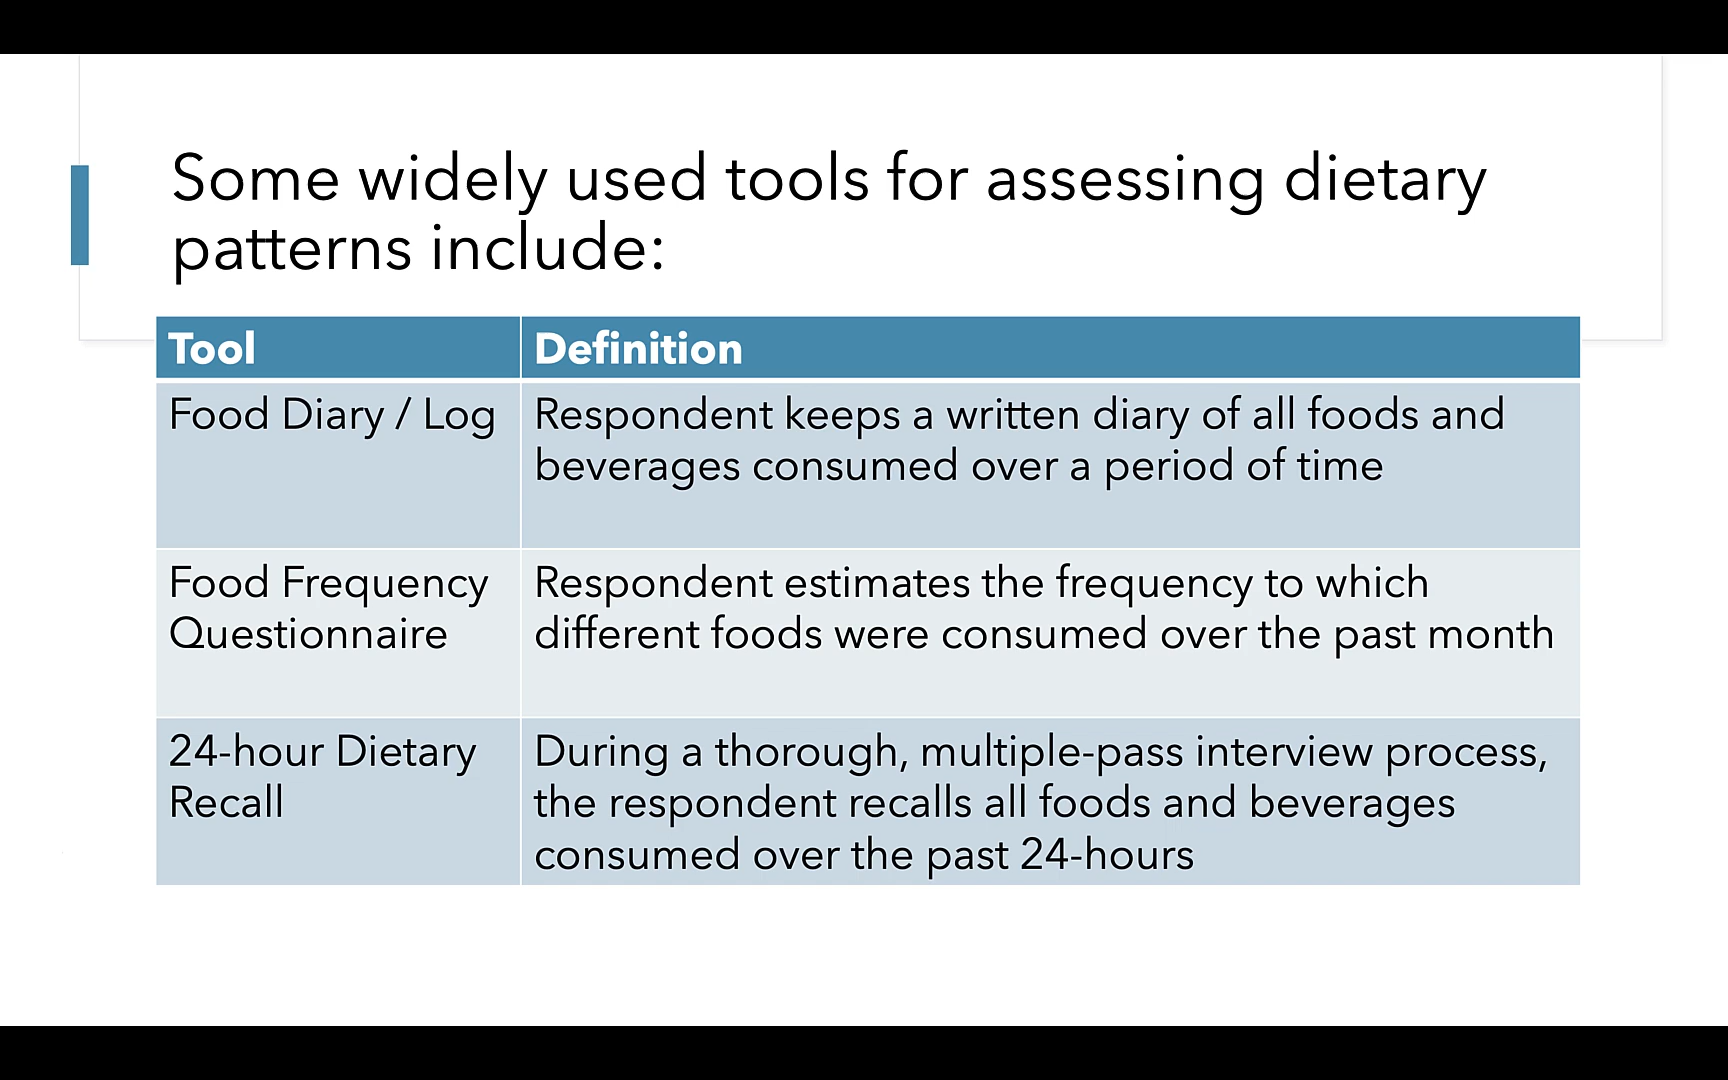 Some widely used tools for assessing dietary
patterns include:
Tool
Definition
Food Diary / Log
Respondent keeps a written diary of all foods and
beverages consumed over a period of time
Food Frequency
Questionnaire
Respondent estimates the frequency to which
different foods were consumed over the past month
24-hour Dietary
Recall
During a thorough, multiple-pass interview process,
the respondent recalls all foods and beverages
consumed over the past 24-hours